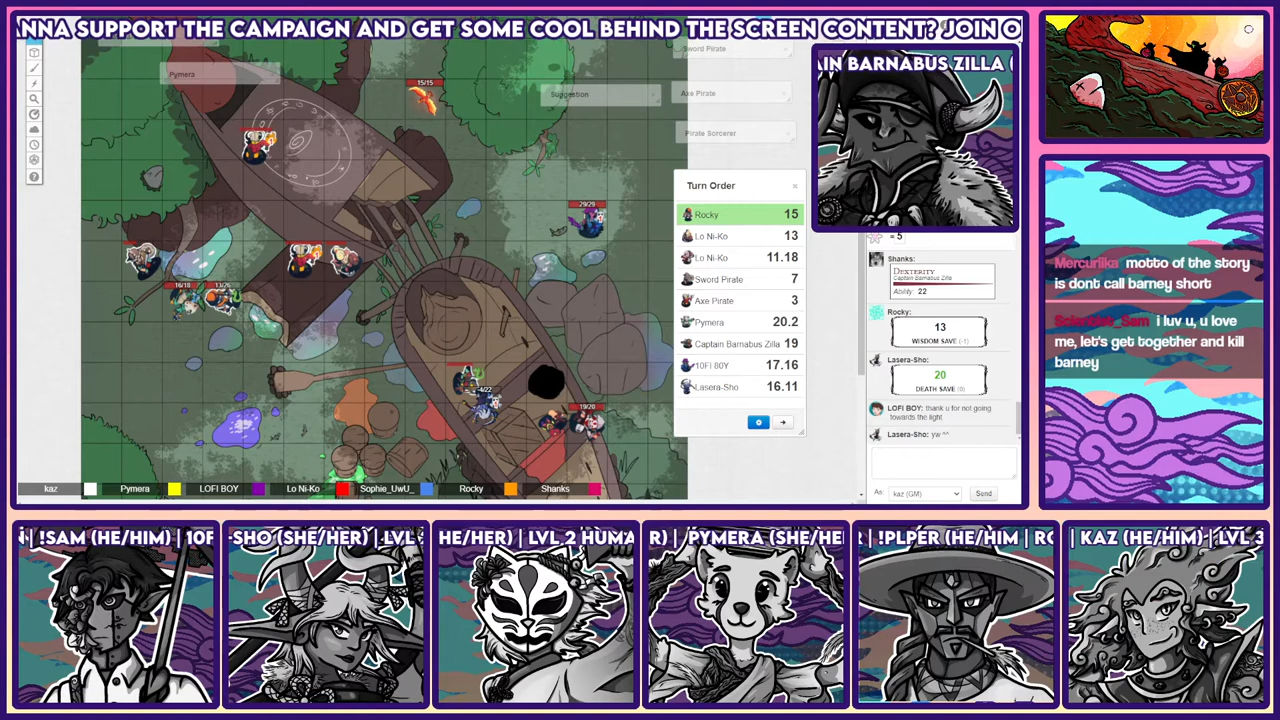 NNA SUPPORT THE CAMPAIGN AND GET SOME COOL BEHIND THE SCREEN CONTENT? JOIN O
Pymera
15/15
Suggestion
Sword Pirate
Axe Pirate
Pirate Sorcerer
29/29
16/18
13/26
-4/22
19/20
Turn Order
Rocky 15
Lo Ni-Ko 13
Lo Ni-Ko 11.18
Sword Pirate 7
Axe Pirate 3
Pymera 20.2
Captain Barnabus Zilla 19
10FI 80Y 17.16
Lasera-Sho 16.11
AIN BARNABUS ZILLA (
= 5
Shanks:
DEXTERITY
Captain Barnabus Zilla
Ability: 22
Rocky:
13
WISDOM SAVE (-1)
Lasera-Sho:
20
DEATH SAVE (0)
LOFI BOY: thank u for not going
towards the light
Lasera-Sho: yw ^^
As: kaz (GM) Send
kaz Pymera LOFI BOY Lo Ni-Ko Sophie_UwU_ Rocky Shanks
Mercuriika motto of the story
is dont call barney short
i luv u, u love
me, let's get together and kill
barney
N | !SAM (HE/HIM) | 10F
-SHO (SHE/HER) | LVL
HE/HER) | LVL 2 HUMA
R) | PYMERA (SHE/HE
R | !PLPER (HE/HIM | RO
| KAZ (HE/HIM) | LVL 3